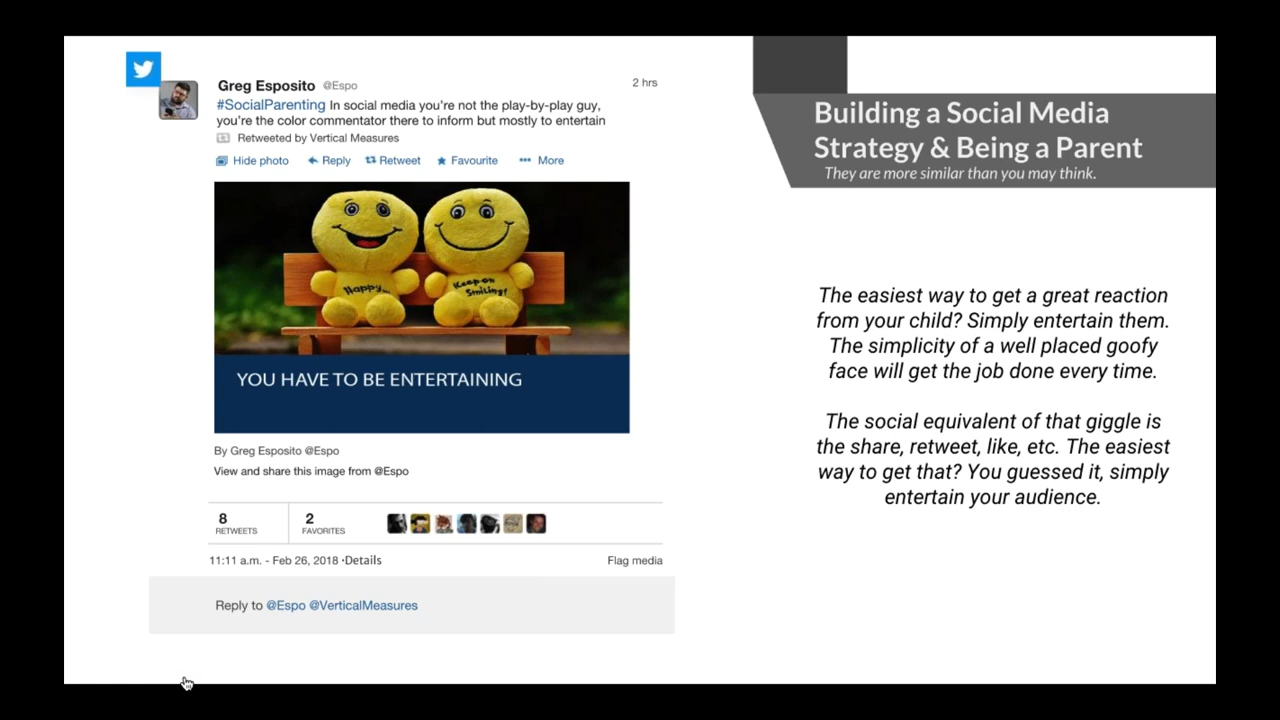 Greg Esposito @Espo
2 hrs
#SocialParenting In social media you're not the play-by-play guy,
you're the color commentator there to inform but mostly to entertain
Retweeted by Vertical Measures
Hide photo Reply Retweet Favourite More
Happy...
Keep on
Smiling!
YOU HAVE TO BE ENTERTAINING
By Greg Esposito @Espo
View and share this image from @Espo
8
RETWEETS
2
FAVORITES
11:11 a.m. - Feb 26, 2018 ·Details
Flag media
Reply to @Espo @VerticalMeasures
Building a Social Media
Strategy & Being a Parent
They are more similar than you may think.
The easiest way to get a great reaction
from your child? Simply entertain them.
The simplicity of a well placed goofy
face will get the job done every time.
The social equivalent of that giggle is
the share, retweet, like, etc. The easiest
way to get that? You guessed it, simply
entertain your audience.